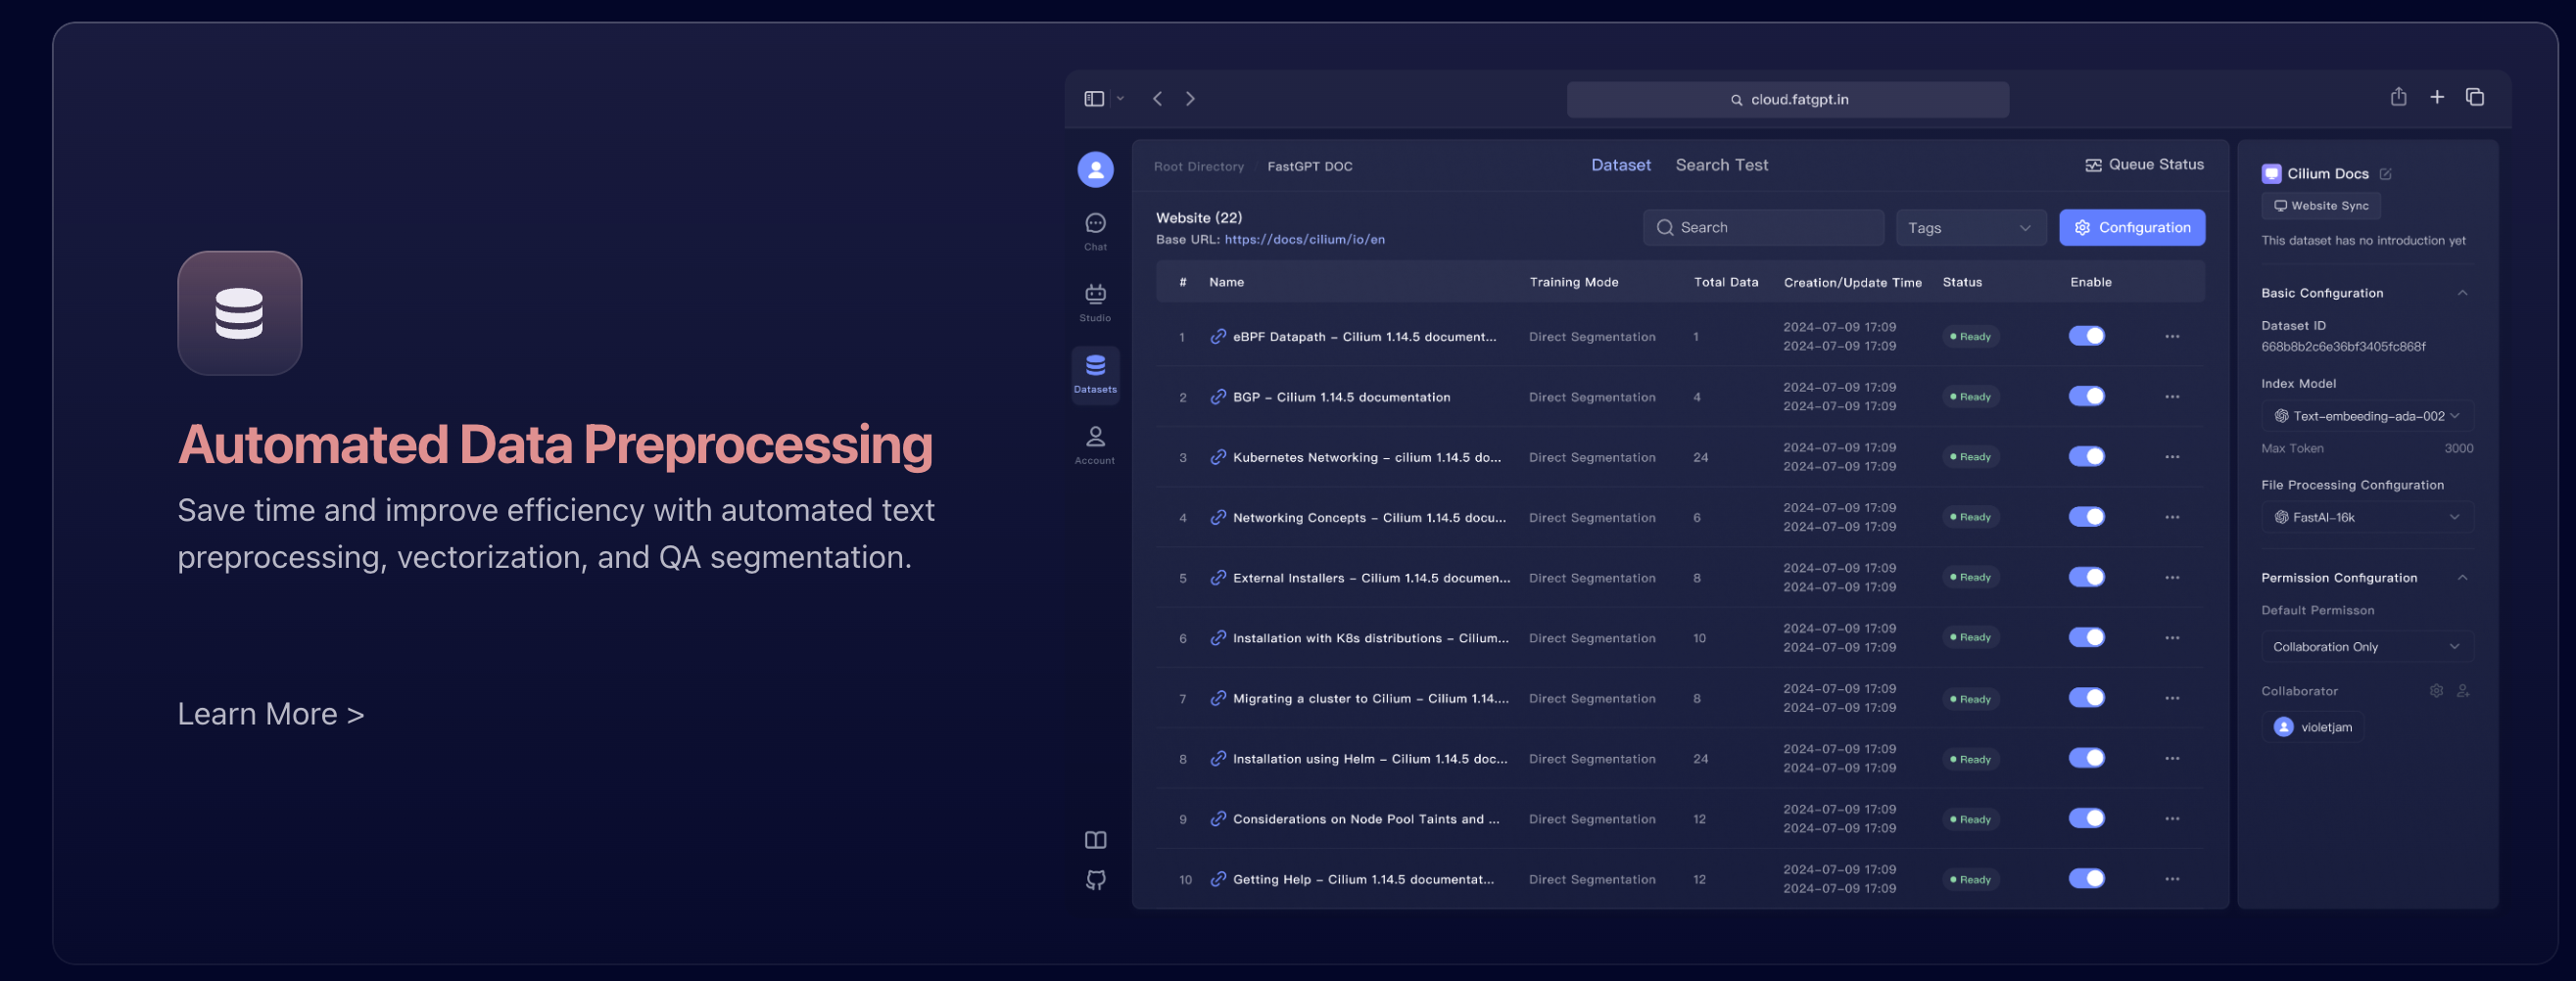 Automated Data Preprocessing
Save time and improve efficiency with automated text
preprocessing, vectorization, and QA segmentation.
Learn More >
cloud.fatgpt.in
Chat
Studio
Datasets
Account
Root Directory FastGPT DOC
Dataset Search Test
Queue Status
Website (22)
Base URL: https://docs/cilium/io/en
Search
Tags
Configuration
# Name Training Mode Total Data Creation/Update Time Status Enable
1 eBPF Datapath – Cilium 1.14.5 document... Direct Segmentation 1 2024-07-09 17:09 Ready
2024-07-09 17:09
2 BGP – Cilium 1.14.5 documentation Direct Segmentation 4 2024-07-09 17:09 Ready
2024-07-09 17:09
3 Kubernetes Networking – cilium 1.14.5 do... Direct Segmentation 24 2024-07-09 17:09 Ready
2024-07-09 17:09
4 Networking Concepts – Cilium 1.14.5 docu... Direct Segmentation 6 2024-07-09 17:09 Ready
2024-07-09 17:09
5 External Installers – Cilium 1.14.5 documen... Direct Segmentation 8 2024-07-09 17:09 Ready
2024-07-09 17:09
6 Installation with K8s distributions – Cilium... Direct Segmentation 10 2024-07-09 17:09 Ready
2024-07-09 17:09
7 Migrating a cluster to Cilium – Cilium 1.14.... Direct Segmentation 8 2024-07-09 17:09 Ready
2024-07-09 17:09
8 Installation using Helm – Cilium 1.14.5 doc... Direct Segmentation 24 2024-07-09 17:09 Ready
2024-07-09 17:09
9 Considerations on Node Pool Taints and ... Direct Segmentation 12 2024-07-09 17:09 Ready
2024-07-09 17:09
10 Getting Help – Cilium 1.14.5 documentat... Direct Segmentation 12 2024-07-09 17:09 Ready
2024-07-09 17:09
Cilium Docs
Website Sync
This dataset has no introduction yet
Basic Configuration
Dataset ID
668b8b2c6e36bf3405fc868f
Index Model
Text-embeeding-ada-002
Max Token 3000
File Processing Configuration
FastAI-16k
Permission Configuration
Default Permisson
Collaboration Only
Collaborator
violetjam